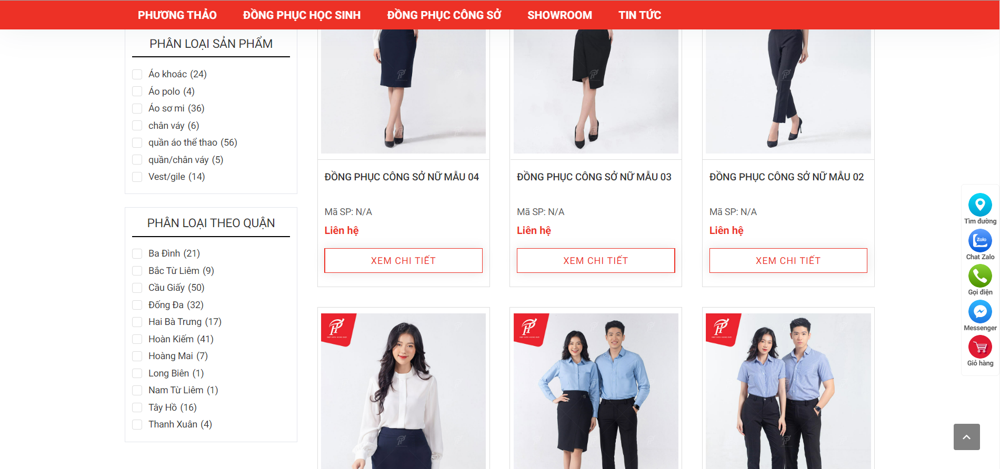 PHƯƠNG THẢO
ĐỒNG PHỤC HỌC SINH
ĐỒNG PHỤC CÔNG SỞ
SHOWROOM
TIN TỨC
PHÂN LOẠI SẢN PHẨM
Áo khoác (24)
Áo polo (4)
Áo sơ mi (36)
chân váy (6)
quần áo thể thao (56)
quần/chân váy (5)
Vest/gile (14)
PHÂN LOẠI THEO QUẬN
Ba Đình (21)
Bắc Từ Liêm (9)
Cầu Giấy (50)
Đống Đa (32)
Hai Bà Trưng (17)
Hoàn Kiếm (41)
Hoàng Mai (7)
Long Biên (1)
Nam Từ Liêm (1)
Tây Hồ (16)
Thanh Xuân (4)
ĐỒNG PHỤC CÔNG SỞ NỮ MẪU 04
Mã SP: N/A
Liên hệ
XEM CHI TIẾT
ĐỒNG PHỤC CÔNG SỞ NỮ MẪU 03
Mã SP: N/A
Liên hệ
XEM CHI TIẾT
ĐỒNG PHỤC CÔNG SỞ NỮ MẪU 02
Mã SP: N/A
Liên hệ
XEM CHI TIẾT
Tìm đường
Zalo
Chat Zalo
Gọi điện
Messenger
Giỏ hàng